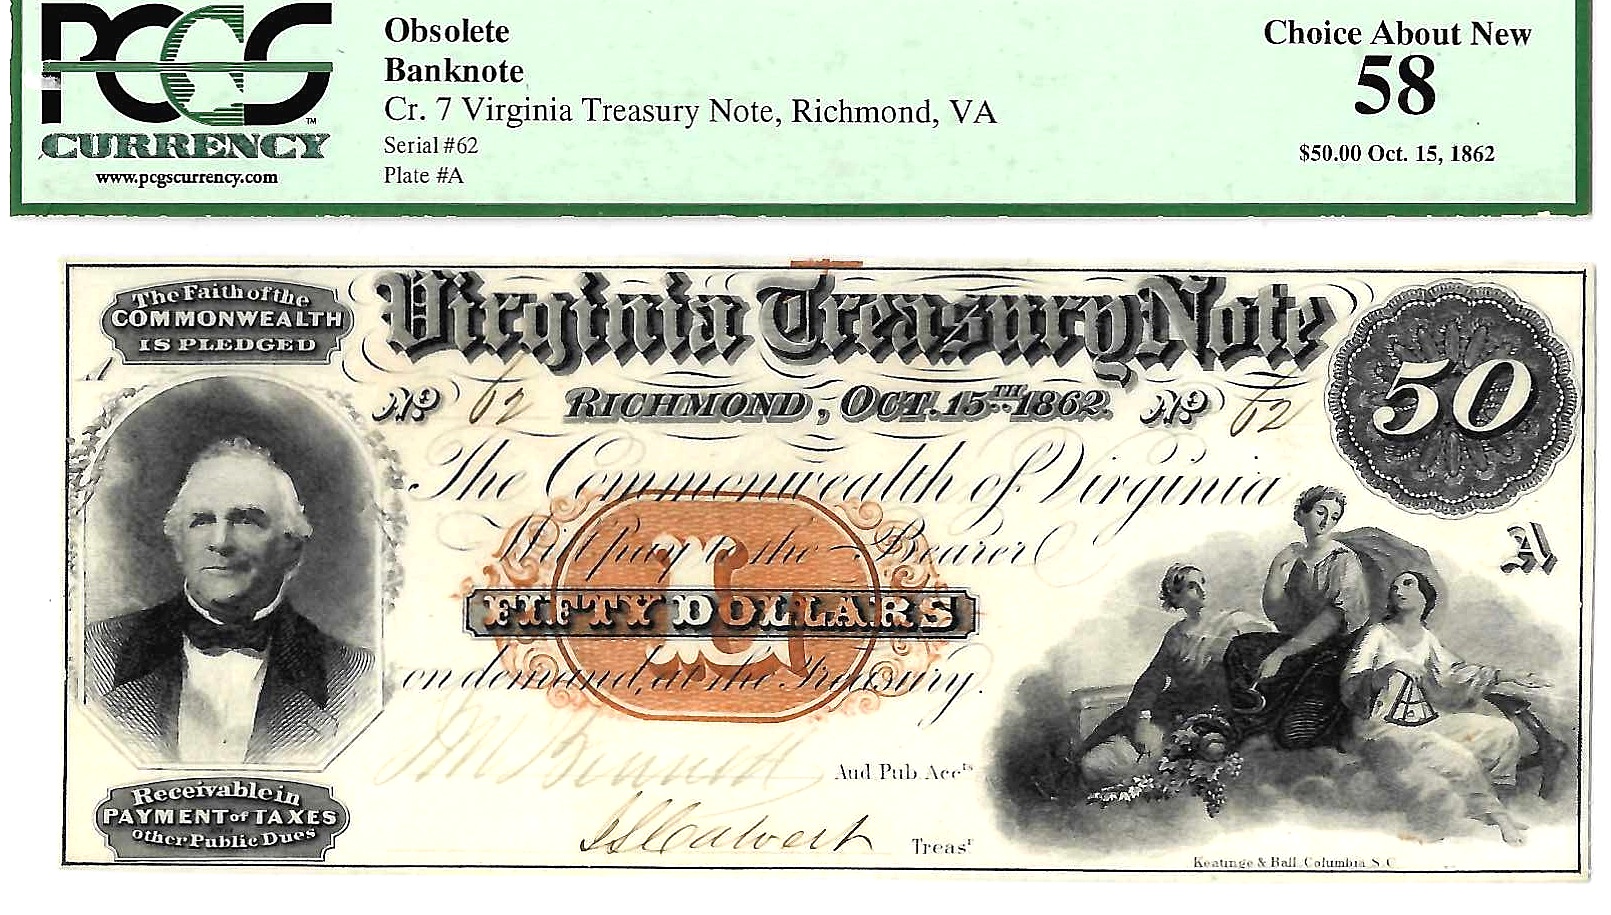 PCGS
CURRENCY
TM
www.pcgscurrency.com
Obsolete
Banknote
Cr. 7 Virginia Treasury Note, Richmond, VA
Serial #62
Plate #A
Choice About New
58
$50.00 Oct. 15, 1862
The Faith of the
COMMONWEALTH
IS PLEDGED
Virginia Treasury Note
50
No 62 RICHMOND, OCT. 15TH 1862. No 62
The Commonwealth of Virginia
Will pay to the Bearer
A
L
FIFTY DOLLARS
on demand, at the Treasury.
J M Bennett Aud Pub Accts
J S Calvert Treasr
Receivable in
PAYMENT of TAXES
other Public Dues
Keatinge & Ball Columbia S.C